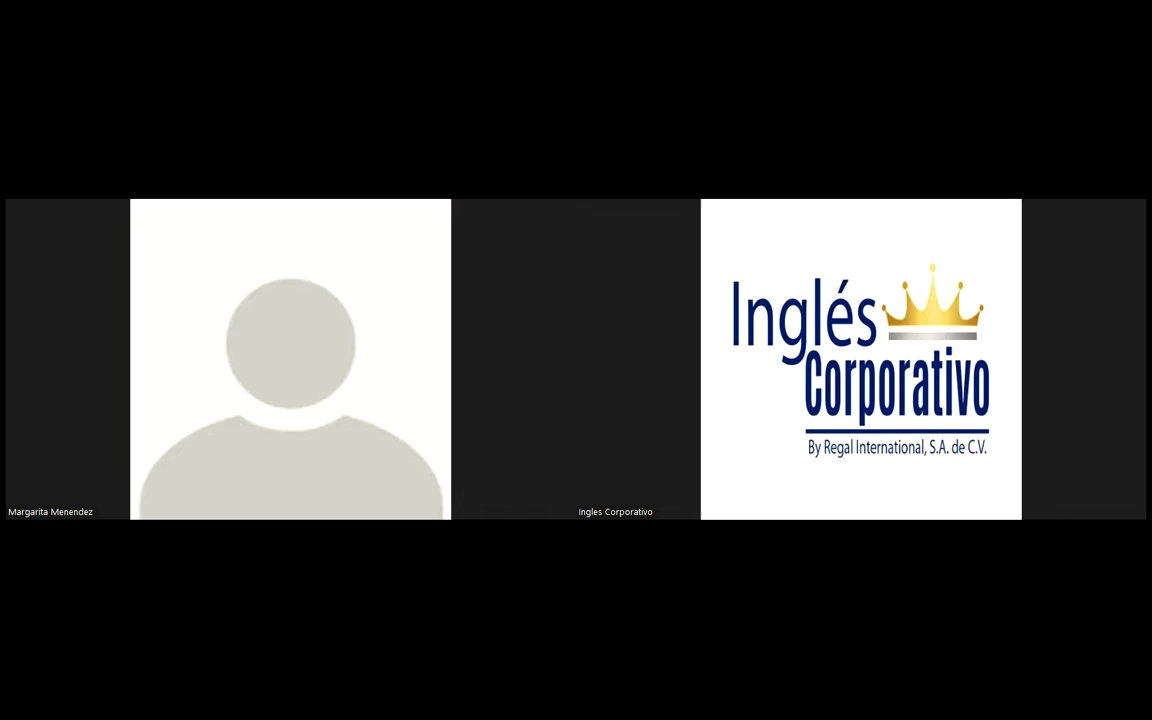 Inglés
Corporativo
By Regal International, S.A. de C.V.
Margarita Menendez
Ingles Corporativo